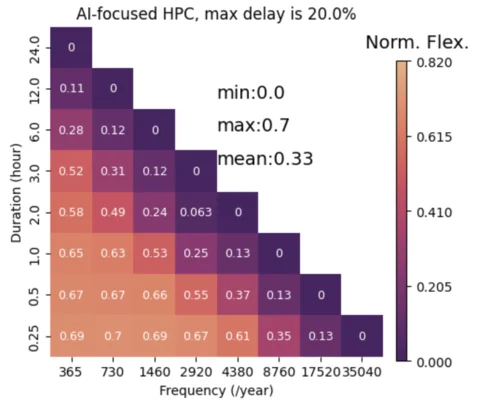 AI-focused HPC, max delay is 20.0%
Norm. Flex.
min:0.0
max:0.7
mean:0.33
Duration (hour)
24.0 0
12.0 0.11 0
6.0 0.28 0.12 0
3.0 0.52 0.31 0.12 0
2.0 0.58 0.49 0.24 0.063 0
1.0 0.65 0.63 0.53 0.25 0.13 0
0.5 0.67 0.67 0.66 0.55 0.37 0.13 0
0.25 0.69 0.7 0.69 0.67 0.61 0.35 0.13 0
365 730 1460 2920 4380 8760 17520 35040
Frequency (/year)
0.820
0.615
0.410
0.205
0.000